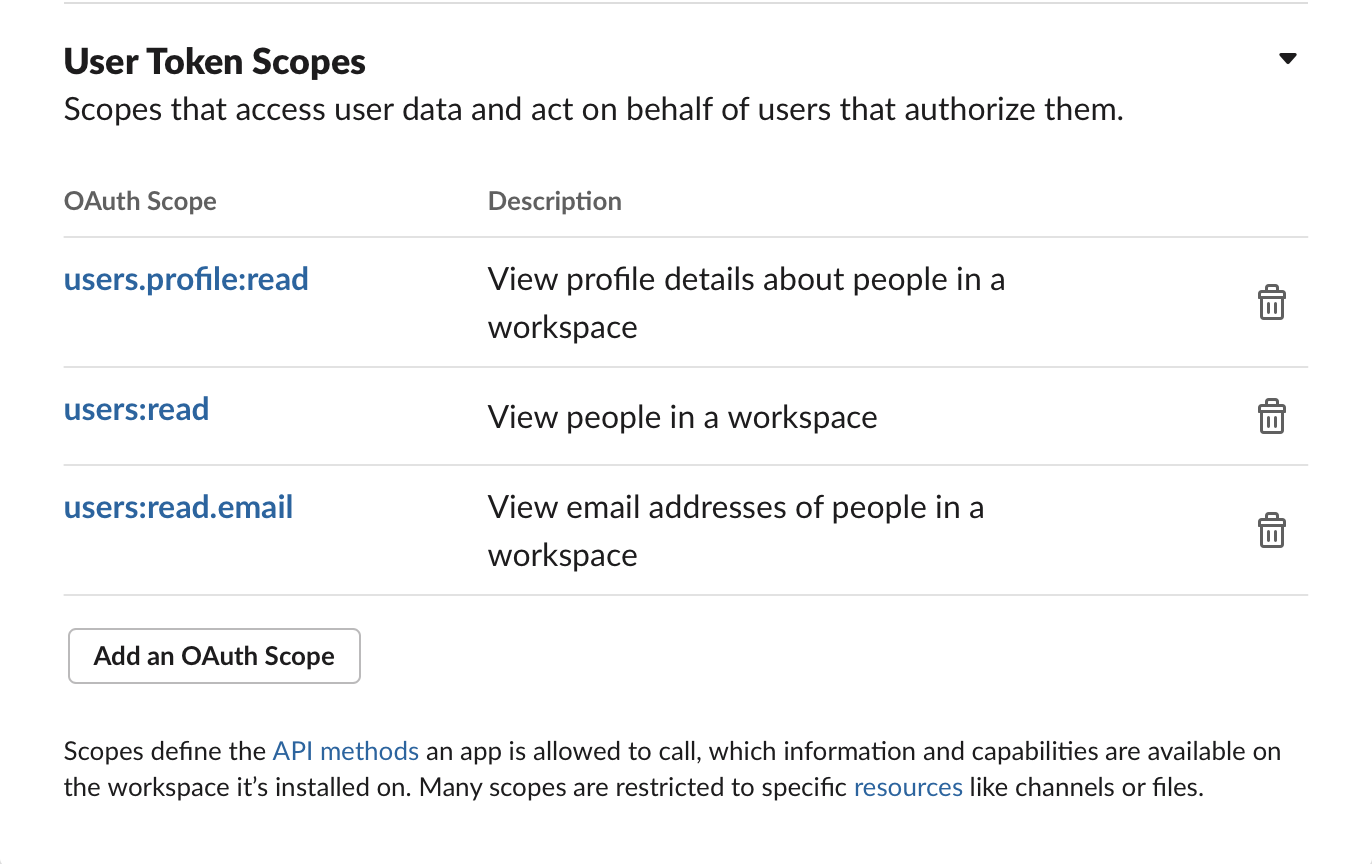 User Token Scopes
Scopes that access user data and act on behalf of users that authorize them.
OAuth Scope Description
users.profile:read View profile details about people in a
workspace
users:read View people in a workspace
users:read.email View email addresses of people in a
workspace
Add an OAuth Scope
Scopes define the API methods an app is allowed to call, which information and capabilities are available on
the workspace it’s installed on. Many scopes are restricted to specific resources like channels or files.